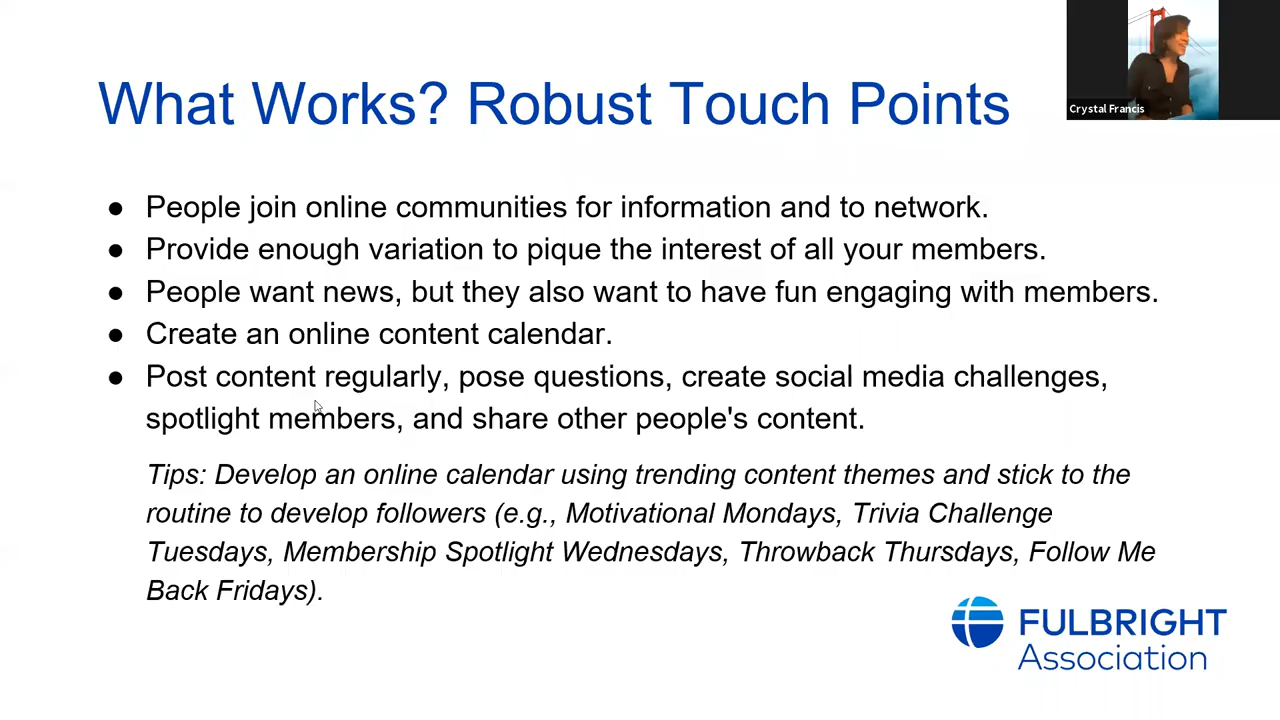 What Works? Robust Touch Points
Crystal Francis
● People join online communities for information and to network.
● Provide enough variation to pique the interest of all your members.
● People want news, but they also want to have fun engaging with members.
● Create an online content calendar.
● Post content regularly, pose questions, create social media challenges,
spotlight members, and share other people's content.
Tips: Develop an online calendar using trending content themes and stick to the
routine to develop followers (e.g., Motivational Mondays, Trivia Challenge
Tuesdays, Membership Spotlight Wednesdays, Throwback Thursdays, Follow Me
Back Fridays).
FULBRIGHT
Association